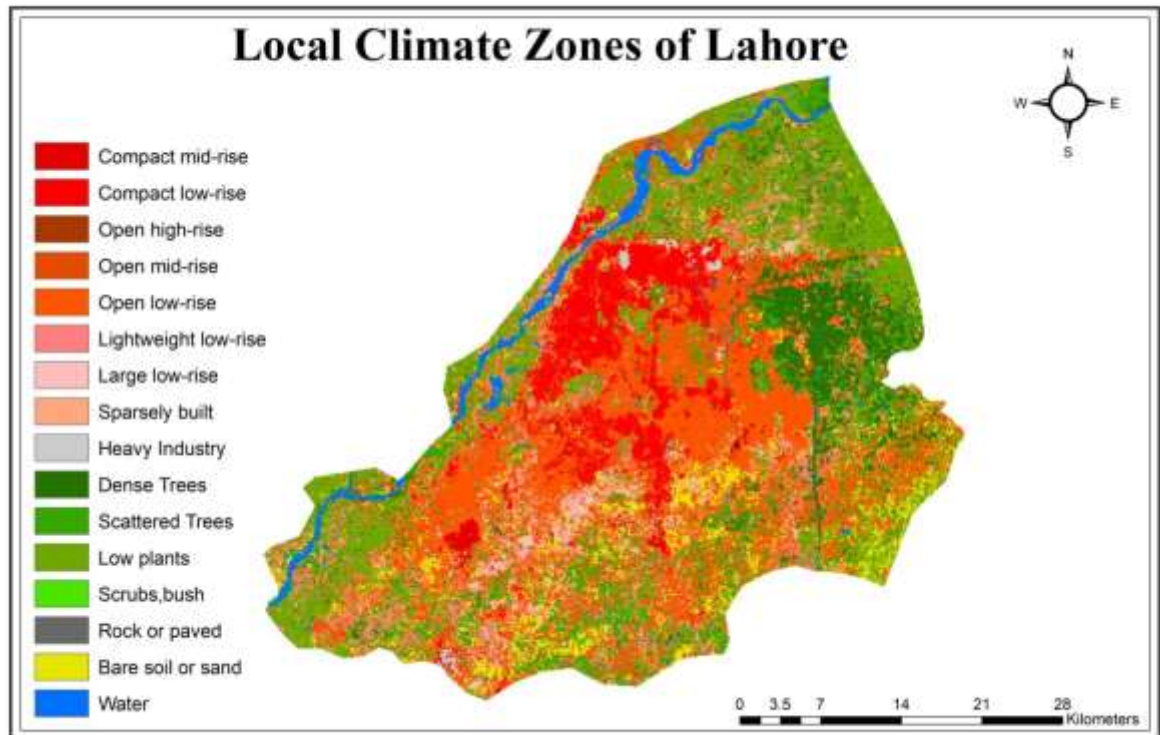 Local Climate Zones of Lahore
N
W E
S
Compact mid-rise
Compact low-rise
Open high-rise
Open mid-rise
Open low-rise
Lightweight low-rise
Large low-rise
Sparsely built
Heavy Industry
Dense Trees
Scattered Trees
Low plants
Scrubs,bush
Rock or paved
Bare soil or sand
Water
0 3.5 7 14 21 28
Kilometers